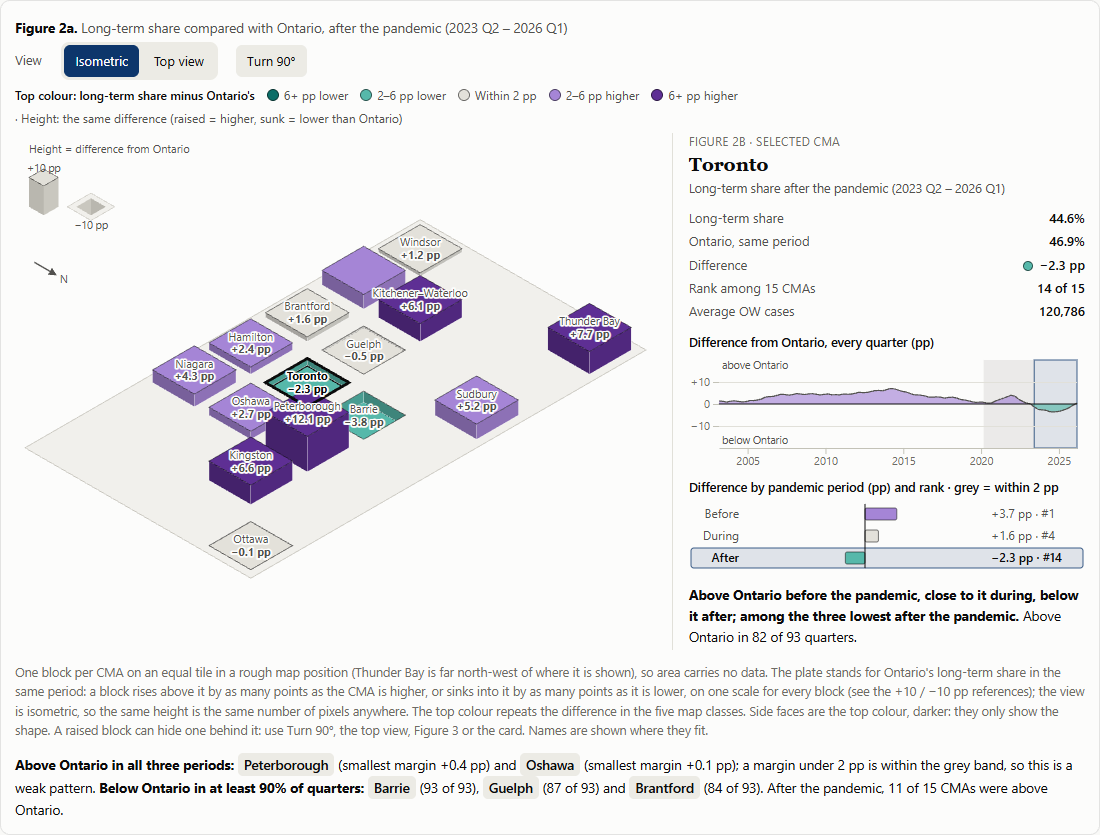 Figure 2a. Long-term share compared with Ontario, after the pandemic (2023 Q2 – 2026 Q1)
View
Isometric
Top view
Turn 90°
Top colour: long-term share minus Ontario's
6+ pp lower
2–6 pp lower
Within 2 pp
2–6 pp higher
6+ pp higher
· Height: the same difference (raised = higher, sunk = lower than Ontario)
Height = difference from Ontario
+10 pp
−10 pp
N
Windsor
+1.2 pp
Kitchener–Waterloo
+6.1 pp
Brantford
+1.6 pp
Thunder Bay
+7.7 pp
Hamilton
+2.4 pp
Guelph
−0.5 pp
Niagara
+4.3 pp
Toronto
−2.3 pp
Sudbury
+5.2 pp
Oshawa
+2.7 pp
Peterborough
+12.1 pp
Barrie
−3.8 pp
Kingston
+6.6 pp
Ottawa
−0.1 pp
FIGURE 2B · SELECTED CMA
Toronto
Long-term share after the pandemic (2023 Q2 – 2026 Q1)
Long-term share 44.6%
Ontario, same period 46.9%
Difference −2.3 pp
Rank among 15 CMAs 14 of 15
Average OW cases 120,786
Difference from Ontario, every quarter (pp)
above Ontario
+10
0
−10
below Ontario
2005 2010 2015 2020 2025
Difference by pandemic period (pp) and rank · grey = within 2 pp
Before +3.7 pp · #1
During +1.6 pp · #4
After −2.3 pp · #14
Above Ontario before the pandemic, close to it during, below
it after; among the three lowest after the pandemic. Above
Ontario in 82 of 93 quarters.
One block per CMA on an equal tile in a rough map position (Thunder Bay is far north-west of where it is shown), so area carries no data. The plate stands for Ontario's long-term share in the
same period: a block rises above it by as many points as the CMA is higher, or sinks into it by as many points as it is lower, on one scale for every block (see the +10 / −10 pp references); the view
is isometric, so the same height is the same number of pixels anywhere. The top colour repeats the difference in the five map classes. Side faces are the top colour, darker: they only show the
shape. A raised block can hide one behind it: use Turn 90°, the top view, Figure 3 or the card. Names are shown where they fit.
Above Ontario in all three periods: Peterborough (smallest margin +0.4 pp) and Oshawa (smallest margin +0.1 pp); a margin under 2 pp is within the grey band, so this is a
weak pattern. Below Ontario in at least 90% of quarters: Barrie (93 of 93), Guelph (87 of 93) and Brantford (84 of 93). After the pandemic, 11 of 15 CMAs were above
Ontario.